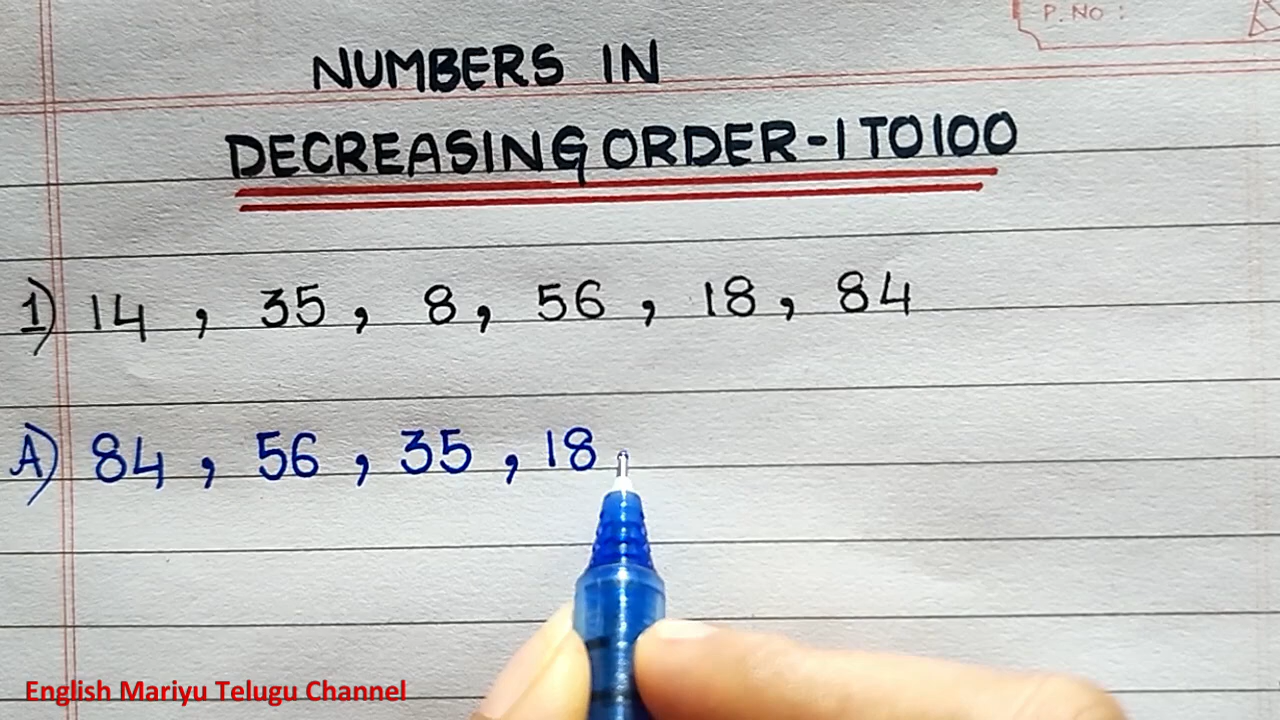 P. NO :
NUMBERS IN
DECREASING ORDER - 1 TO 100
1) 14 , 35 , 8 , 56 , 18 , 84
A) 84 , 56 , 35 , 18 ,
English Mariyu Telugu Channel